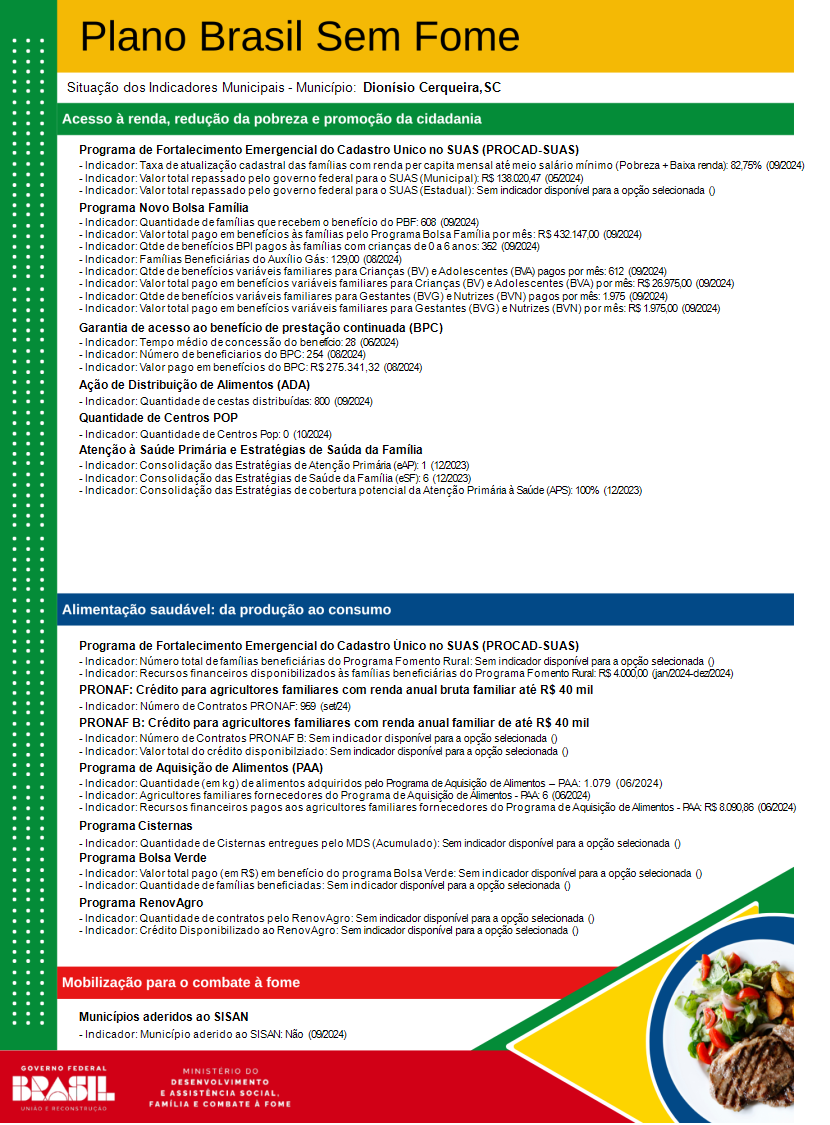 Plano Brasil Sem Fome
Situação dos Indicadores Municipais - Município: Dionísio Cerqueira,SC
Acesso à renda, redução da pobreza e promoção da cidadania
Programa de Fortalecimento Emergencial do Cadastro Único no SUAS (PROCAD-SUAS)
- Indicador: Taxa de atualização cadastral das famílias com renda per capita mensal até meio salário mínimo (Pobreza + Baixa renda): 82,75% (09/2024)
- Indicador: Valor total repassado pelo governo federal para o SUAS (Municipal): R$ 138.020,47 (05/2024)
- Indicador: Valor total repassado pelo governo federal para o SUAS (Estadual): Sem indicador disponível para a opção selecionada ()
Programa Novo Bolsa Família
- Indicador: Quantidade de famílias que recebem o benefício do PBF: 608 (09/2024)
- Indicador: Valor total pago em benefícios às famílias pelo Programa Bolsa Família por mês: R$ 432.147,00 (09/2024)
- Indicador: Qtde de benefícios BPI pagos às famílias com crianças de 0 a 6 anos: 352 (09/2024)
- Indicador: Famílias Beneficiárias do Auxílio Gás: 129,00 (08/2024)
- Indicador: Qtde de benefícios variáveis familiares para Crianças (BV) e Adolescentes (BVA) pagos por mês: 612 (09/2024)
- Indicador: Valor total pago em benefícios variáveis familiares para Crianças (BV) e Adolescentes (BVA) por mês: R$ 26.975,00 (09/2024)
- Indicador: Qtde de benefícios variáveis familiares para Gestantes (BVG) e Nutrizes (BVN) pagos por mês: 1.975 (09/2024)
- Indicador: Valor total pago em benefícios variáveis familiares para Gestantes (BVG) e Nutrizes (BVN) por mês: R$ 1.975,00 (09/2024)
Garantia de acesso ao benefício de prestação continuada (BPC)
- Indicador: Tempo médio de concessão do benefício: 28 (06/2024)
- Indicador: Número de beneficiarios do BPC: 254 (08/2024)
- Indicador: Valor pago em benefícios do BPC: R$ 275.341,32 (08/2024)
Ação de Distribuição de Alimentos (ADA)
- Indicador: Quantidade de cestas distribuídas: 800 (09/2024)
Quantidade de Centros POP
- Indicador: Quantidade de Centros Pop: 0 (10/2024)
Atenção à Saúde Primária e Estratégias de Saúda da Família
- Indicador: Consolidação das Estratégias de Atenção Primária (eAP): 1 (12/2023)
- Indicador: Consolidação das Estratégias de Saúde da Família (eSF): 6 (12/2023)
- Indicador: Consolidação das Estratégias de cobertura potencial da Atenção Primária à Saúde (APS): 100% (12/2023)
Alimentação saudável: da produção ao consumo
Programa de Fortalecimento Emergencial do Cadastro Único no SUAS (PROCAD-SUAS)
- Indicador: Número total de famílias beneficiárias do Programa Fomento Rural: Sem indicador disponível para a opção selecionada ()
- Indicador: Recursos financeiros disponibilizados às famílias beneficiárias do Programa Fomento Rural: R$ 4.000,00 (jan/2024-dez/2024)
PRONAF: Crédito para agricultores familiares com renda anual bruta familiar até R$ 40 mil
- Indicador: Número de Contratos PRONAF: 959 (set/24)
PRONAF B: Crédito para agricultores familiares com renda anual familiar de até R$ 40 mil
- Indicador: Número de Contratos PRONAF B: Sem indicador disponível para a opção selecionada ()
- Indicador: Valor total do crédito disponibilziado: Sem indicador disponível para a opção selecionada ()
Programa de Aquisição de Alimentos (PAA)
- Indicador: Quantidade (em kg) de alimentos adquiridos pelo Programa de Aquisição de Alimentos – PAA: 1.079 (06/2024)
- Indicador: Agricultores familiares fornecedores do Programa de Aquisição de Alimentos - PAA: 6 (06/2024)
- Indicador: Recursos financeiros pagos aos agricultores familiares fornecedores do Programa de Aquisição de Alimentos - PAA: R$ 8.090,86 (06/2024)
Programa Cisternas
- Indicador: Quantidade de Cisternas entregues pelo MDS (Acumulado): Sem indicador disponível para a opção selecionada ()
Programa Bolsa Verde
- Indicador: Valor total pago (em R$) em benefício do programa Bolsa Verde: Sem indicador disponível para a opção selecionada ()
- Indicador: Quantidade de famílias beneficiadas: Sem indicador disponível para a opção selecionada ()
Programa RenovAgro
- Indicador: Quantidade de contratos pelo RenovAgro: Sem indicador disponível para a opção selecionada ()
- Indicador: Crédito Disponibilizado ao RenovAgro: Sem indicador disponível para a opção selecionada ()
Mobilização para o combate à fome
Municípios aderidos ao SISAN
- Indicador: Município aderido ao SISAN: Não (09/2024)
GOVERNO FEDERAL
BRASIL
UNIÃO E RECONSTRUÇÃO
MINISTÉRIO DO
DESENVOLVIMENTO
E ASSISTÊNCIA SOCIAL,
FAMÍLIA E COMBATE À FOME